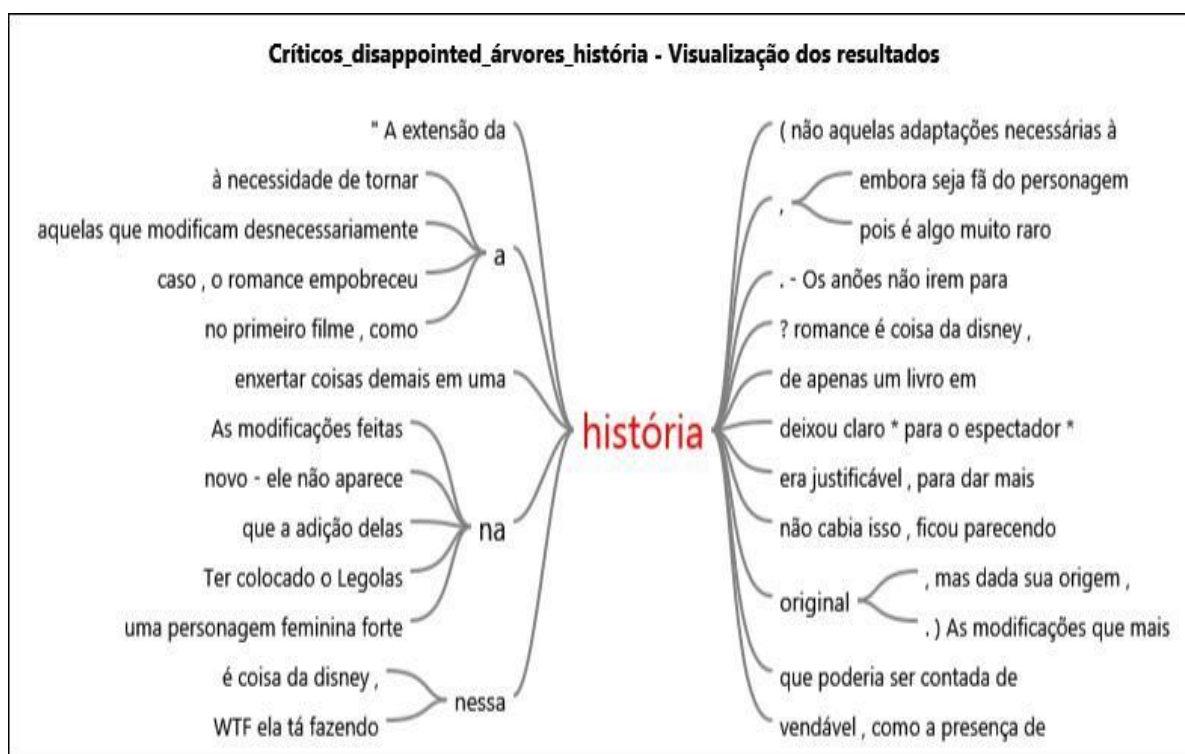 Críticos_disappointed_árvores_história - Visualização dos resultados
" A extensão da
à necessidade de tornar
aquelas que modificam desnecessariamente
caso , o romance empobreceu
no primeiro filme , como
a
enxertar coisas demais em uma
As modificações feitas
novo - ele não aparece
que a adição delas
Ter colocado o Legolas
uma personagem feminina forte
na
é coisa da disney ,
WTF ela tá fazendo
nessa
história
( não aquelas adaptações necessárias à
,
embora seja fã do personagem
pois é algo muito raro
. - Os anões não irem para
? romance é coisa da disney ,
de apenas um livro em
deixou claro * para o espectador *
era justificável , para dar mais
não cabia isso , ficou parecendo
original
, mas dada sua origem ,
. ) As modificações que mais
que poderia ser contada de
vendável , como a presença de